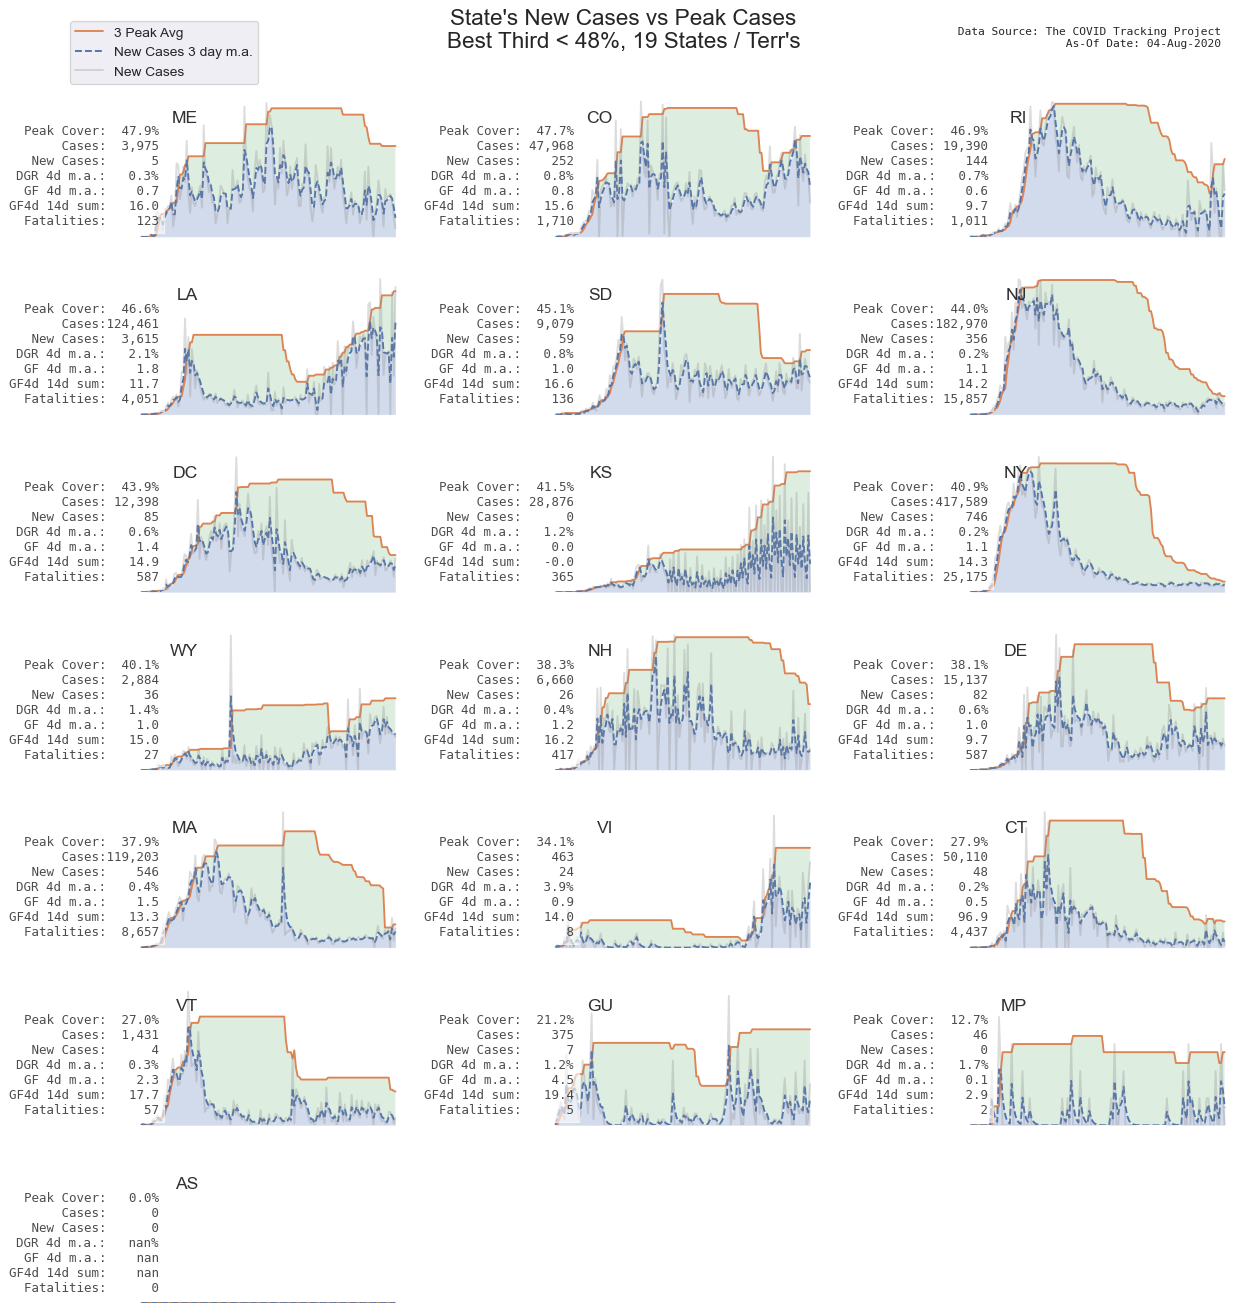 State's New Cases vs Peak Cases
Best Third < 48%, 19 States / Terr's
3 Peak Avg
New Cases 3 day m.a.
New Cases
Data Source: The COVID Tracking Project
As-Of Date: 04-Aug-2020
ME
Peak Cover: 47.9%
Cases: 3,975
New Cases: 5
DGR 4d m.a.: 0.3%
GF 4d m.a.: 0.7
GF4d 14d sum: 16.0
Fatalities: 123
CO
Peak Cover: 47.7%
Cases: 47,968
New Cases: 252
DGR 4d m.a.: 0.8%
GF 4d m.a.: 0.8
GF4d 14d sum: 15.6
Fatalities: 1,710
RI
Peak Cover: 46.9%
Cases: 19,390
New Cases: 144
DGR 4d m.a.: 0.7%
GF 4d m.a.: 0.6
GF4d 14d sum: 9.7
Fatalities: 1,011
LA
Peak Cover: 46.6%
Cases:124,461
New Cases: 3,615
DGR 4d m.a.: 2.1%
GF 4d m.a.: 1.8
GF4d 14d sum: 11.7
Fatalities: 4,051
SD
Peak Cover: 45.1%
Cases: 9,079
New Cases: 59
DGR 4d m.a.: 0.8%
GF 4d m.a.: 1.0
GF4d 14d sum: 16.6
Fatalities: 136
NJ
Peak Cover: 44.0%
Cases:182,970
New Cases: 356
DGR 4d m.a.: 0.2%
GF 4d m.a.: 1.1
GF4d 14d sum: 14.2
Fatalities: 15,857
DC
Peak Cover: 43.9%
Cases: 12,398
New Cases: 85
DGR 4d m.a.: 0.6%
GF 4d m.a.: 1.4
GF4d 14d sum: 14.9
Fatalities: 587
KS
Peak Cover: 41.5%
Cases: 28,876
New Cases: 0
DGR 4d m.a.: 1.2%
GF 4d m.a.: 0.0
GF4d 14d sum: -0.0
Fatalities: 365
NY
Peak Cover: 40.9%
Cases:417,589
New Cases: 746
DGR 4d m.a.: 0.2%
GF 4d m.a.: 1.1
GF4d 14d sum: 14.3
Fatalities: 25,175
WY
Peak Cover: 40.1%
Cases: 2,884
New Cases: 36
DGR 4d m.a.: 1.4%
GF 4d m.a.: 1.0
GF4d 14d sum: 15.0
Fatalities: 27
NH
Peak Cover: 38.3%
Cases: 6,660
New Cases: 26
DGR 4d m.a.: 0.4%
GF 4d m.a.: 1.2
GF4d 14d sum: 16.2
Fatalities: 417
DE
Peak Cover: 38.1%
Cases: 15,137
New Cases: 82
DGR 4d m.a.: 0.6%
GF 4d m.a.: 1.0
GF4d 14d sum: 9.7
Fatalities: 587
MA
Peak Cover: 37.9%
Cases:119,203
New Cases: 546
DGR 4d m.a.: 0.4%
GF 4d m.a.: 1.5
GF4d 14d sum: 13.3
Fatalities: 8,657
VI
Peak Cover: 34.1%
Cases: 463
New Cases: 24
DGR 4d m.a.: 3.9%
GF 4d m.a.: 0.9
GF4d 14d sum: 14.0
Fatalities: 8
CT
Peak Cover: 27.9%
Cases: 50,110
New Cases: 48
DGR 4d m.a.: 0.2%
GF 4d m.a.: 0.5
GF4d 14d sum: 96.9
Fatalities: 4,437
VT
Peak Cover: 27.0%
Cases: 1,431
New Cases: 4
DGR 4d m.a.: 0.3%
GF 4d m.a.: 2.3
GF4d 14d sum: 17.7
Fatalities: 57
GU
Peak Cover: 21.2%
Cases: 375
New Cases: 7
DGR 4d m.a.: 1.2%
GF 4d m.a.: 4.5
GF4d 14d sum: 19.4
Fatalities: 5
MP
Peak Cover: 12.7%
Cases: 46
New Cases: 0
DGR 4d m.a.: 1.7%
GF 4d m.a.: 0.1
GF4d 14d sum: 2.9
Fatalities: 2
AS
Peak Cover: 0.0%
Cases: 0
New Cases: 0
DGR 4d m.a.: nan%
GF 4d m.a.: nan
GF4d 14d sum: nan
Fatalities: 0